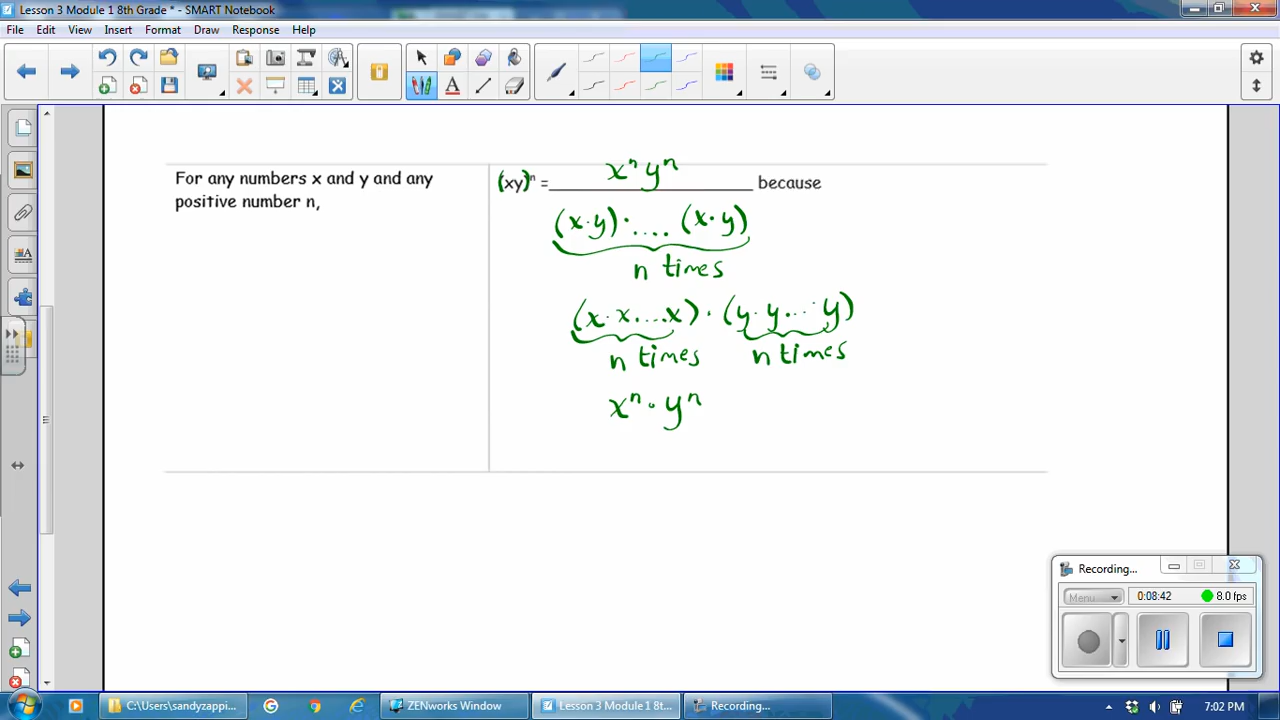 Lesson 3 Module 1 8th Grade * - SMART Notebook
File Edit View Insert Format Draw Response Help
For any numbers x and y and any
positive number n,
(xy)ⁿ = xⁿyⁿ because
(x·y)·....(x·y)
n times
(x·x....x)·(y·y....y)
n times n times
xⁿ·yⁿ
Recording...
Menu 0:08:42 8.0 fps
C:\Users\sandyzappi... ZENworks Window Lesson 3 Module 1 8t... Recording... 7:02 PM